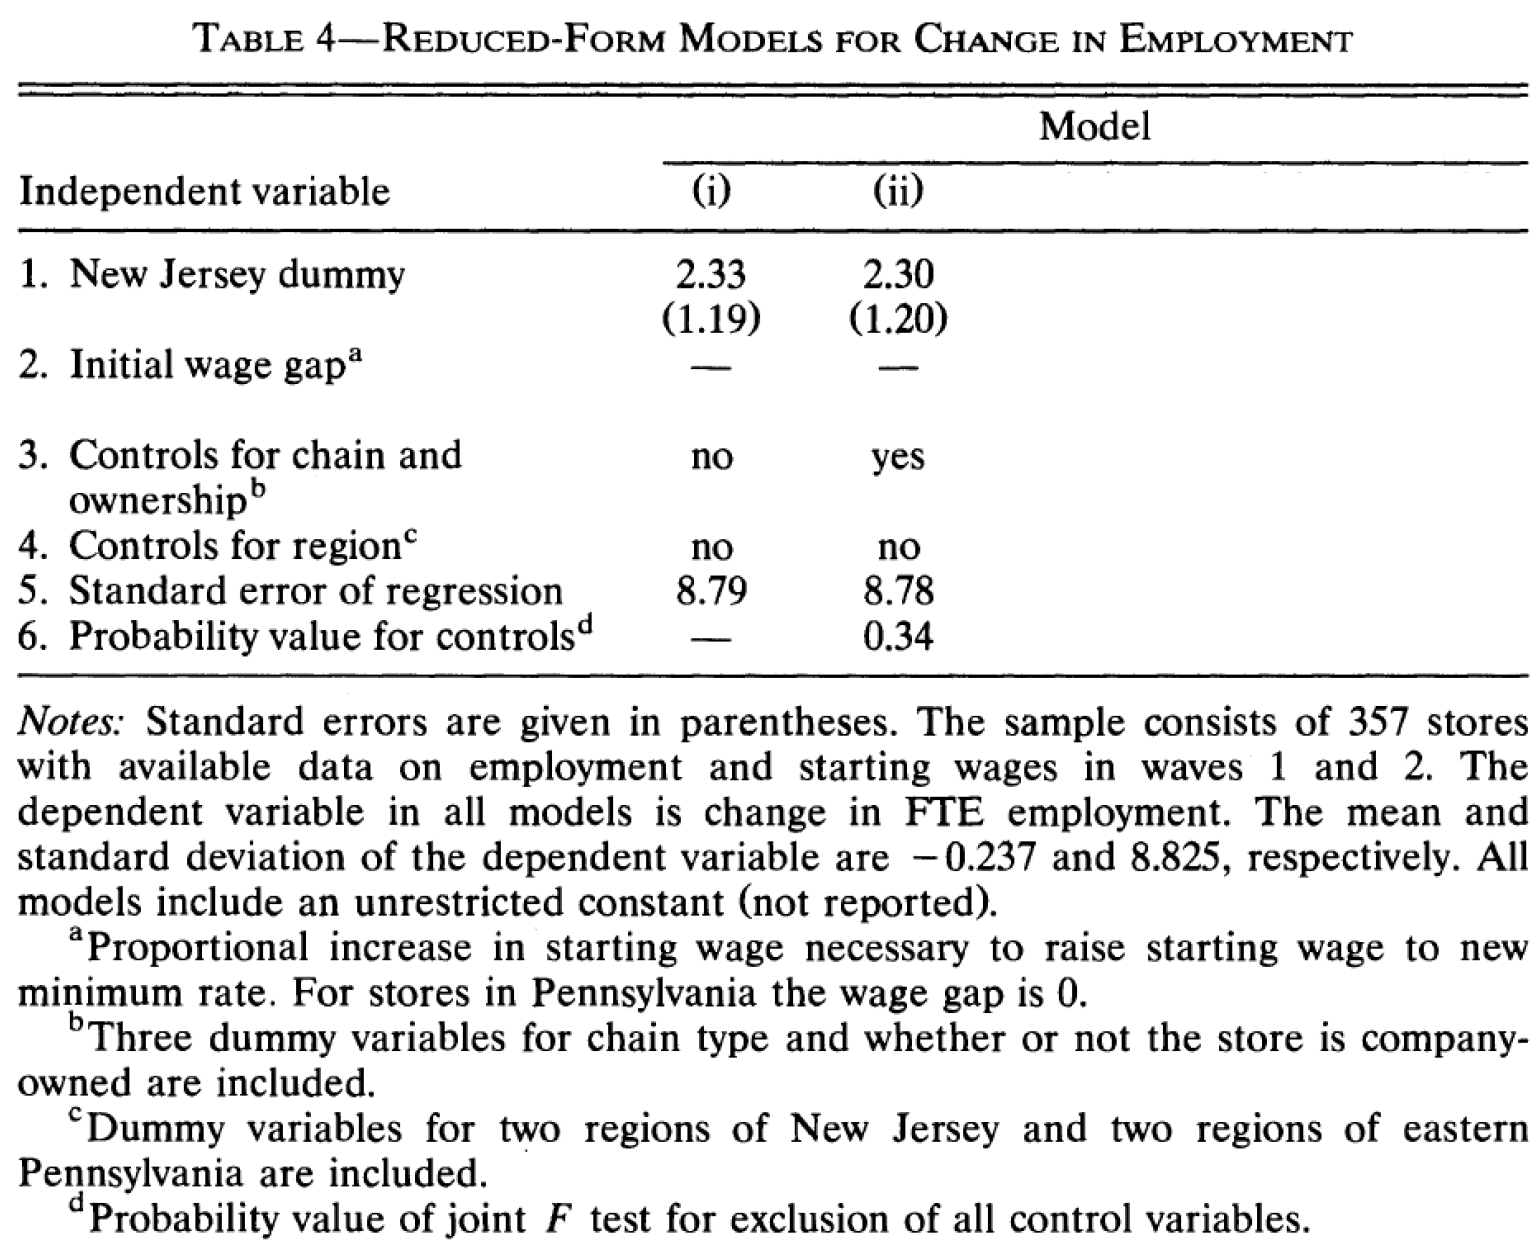 TABLE 4—REDUCED-FORM MODELS FOR CHANGE IN EMPLOYMENT
Model
Independent variable (i) (ii)
1. New Jersey dummy 2.33 2.30
(1.19) (1.20)
2. Initial wage gapᵃ — —
3. Controls for chain and no yes
ownershipᵇ
4. Controls for regionᶜ no no
5. Standard error of regression 8.79 8.78
6. Probability value for controlsᵈ — 0.34
Notes: Standard errors are given in parentheses. The sample consists of 357 stores
with available data on employment and starting wages in waves 1 and 2. The
dependent variable in all models is change in FTE employment. The mean and
standard deviation of the dependent variable are −0.237 and 8.825, respectively. All
models include an unrestricted constant (not reported).
ᵃProportional increase in starting wage necessary to raise starting wage to new
minimum rate. For stores in Pennsylvania the wage gap is 0.
ᵇThree dummy variables for chain type and whether or not the store is company-
owned are included.
ᶜDummy variables for two regions of New Jersey and two regions of eastern
Pennsylvania are included.
ᵈProbability value of joint F test for exclusion of all control variables.